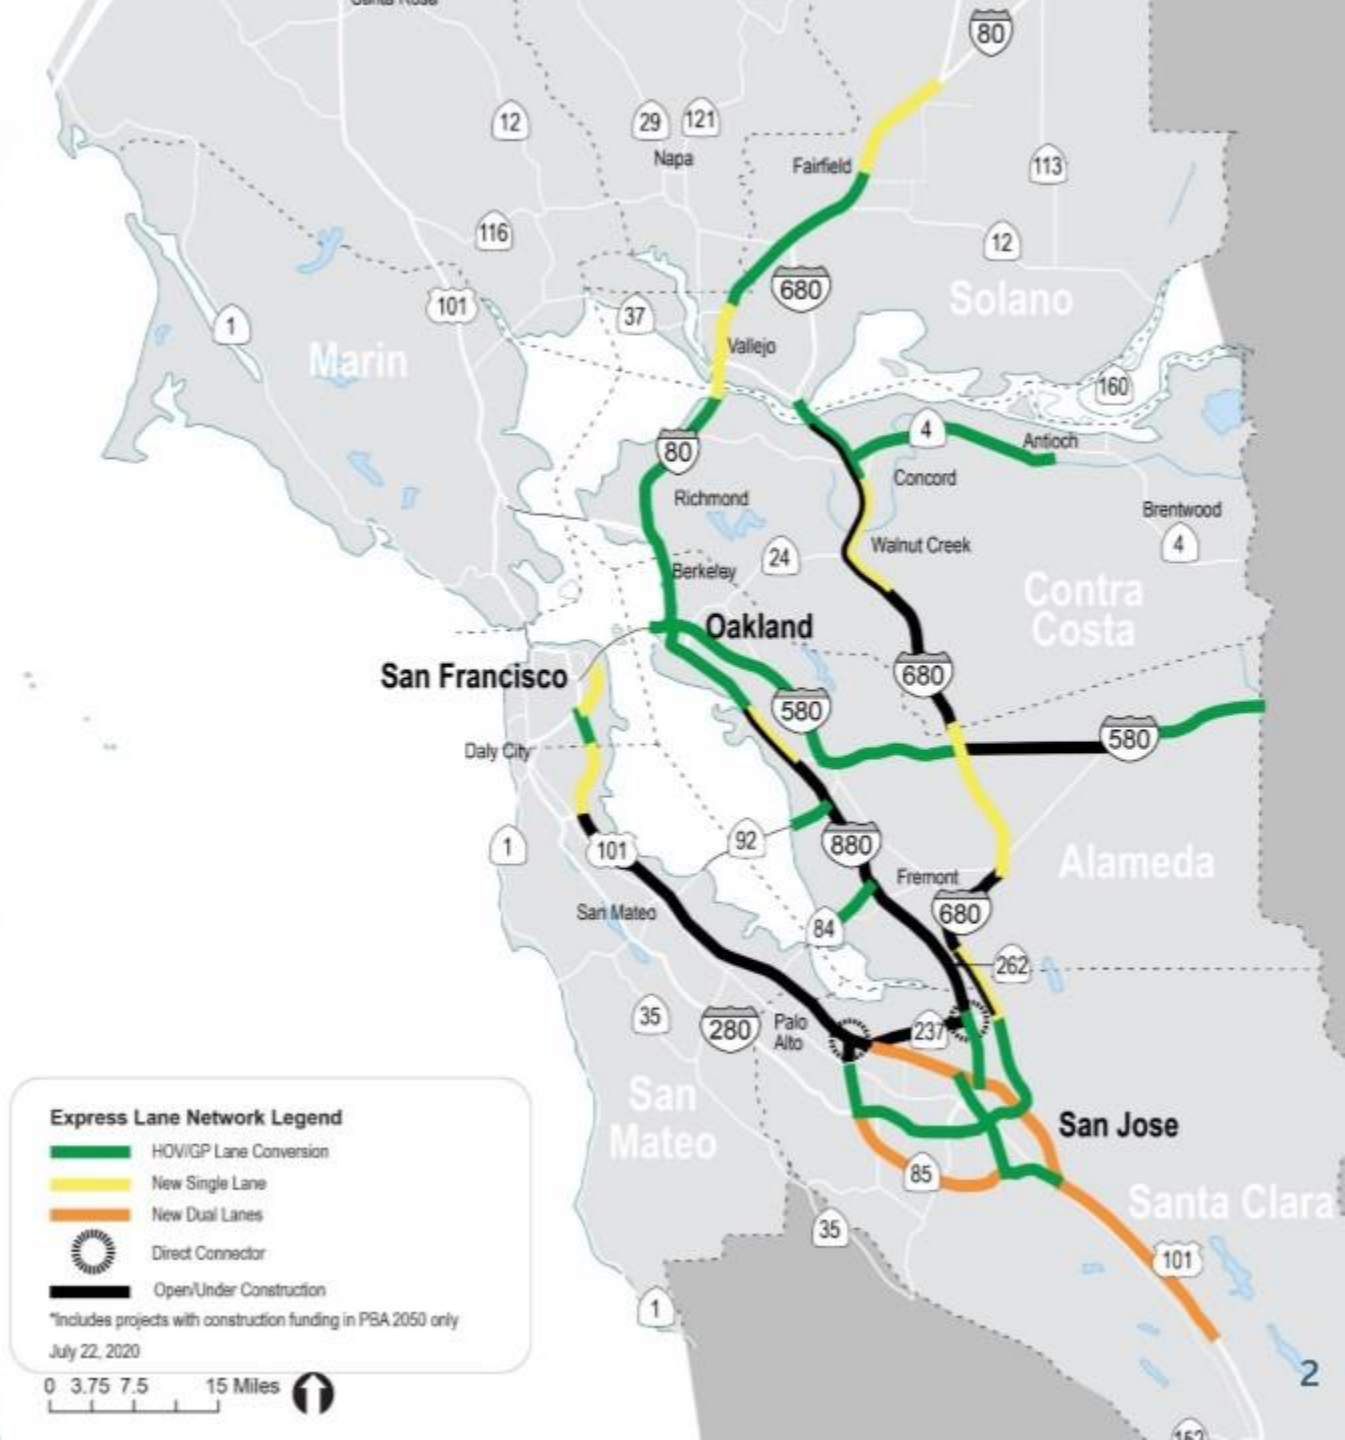 Santa Rosa
80
12
29
121
Napa
Fairfield
113
116
12
680
Solano
101
37
1
Vallejo
Marin
160
4
Antioch
80
Concord
Richmond
Brentwood
4
Walnut Creek
24
Berkeley
Contra
Costa
Oakland
San Francisco
680
580
580
Daly City
92
880
1
101
Alameda
Fremont
680
San Mateo
84
262
35
280
Palo
Alto
237
San
Mateo
San Jose
85
Santa Clara
35
101
1
152
Express Lane Network Legend
HOV/GP Lane Conversion
New Single Lane
New Dual Lanes
Direct Connector
Open/Under Construction
*Includes projects with construction funding in PBA 2050 only
July 22, 2020
0 3.75 7.5 15 Miles
2